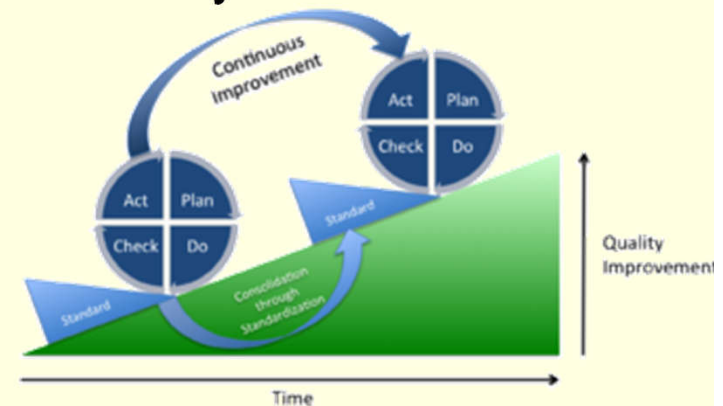 Continuous
Improvement
Act
Plan
Check
Do
Act
Plan
Check
Do
Standard
Standard
Consolidation
through
Standardization
Quality
Improvement
Time